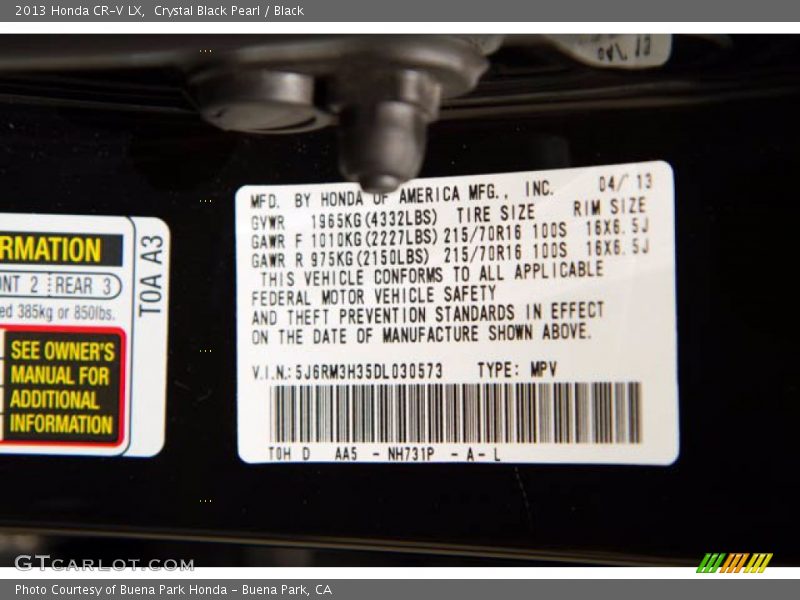 2013 Honda CR-V LX,  Crystal Black Pearl / Black
04/ 13
RMATION
NT 2 REAR 3
ed 385kg or 850lbs.
SEE OWNER'S
MANUAL FOR
ADDITIONAL
INFORMATION
T0A A3
MFD. BY HONDA OF AMERICA MFG., INC. 04/ 13
GVWR 1965KG(4332LBS) TIRE SIZE RIM SIZE
GAWR F 1010KG(2227LBS) 215/70R16 100S 16X6.5J
GAWR R 975KG(2150LBS) 215/70R16 100S 16X6.5J
THIS VEHICLE CONFORMS TO ALL APPLICABLE
FEDERAL MOTOR VEHICLE SAFETY
AND THEFT PREVENTION STANDARDS IN EFFECT
ON THE DATE OF MANUFACTURE SHOWN ABOVE.
V.I.N.: 5J6RM3H35DL030573 TYPE: MPV
T0H D AA5 - NH731P - A - L
GTCARLOT.COM
Photo Courtesy of Buena Park Honda – Buena Park, CA